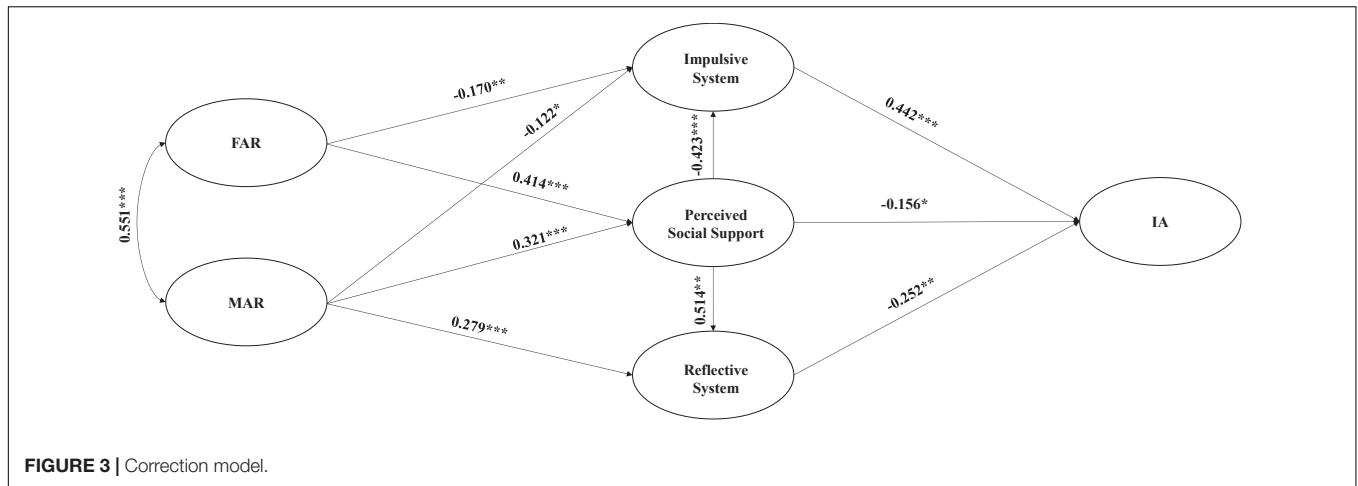 Impulsive
System
-0.170**
-0.122*
0.442***
FAR
-0.423***
0.551***
0.414***
Perceived
Social Support
-0.156*
IA
0.321***
MAR
0.514**
-0.252**
0.279***
Reflective
System
FIGURE 3 | Correction model.